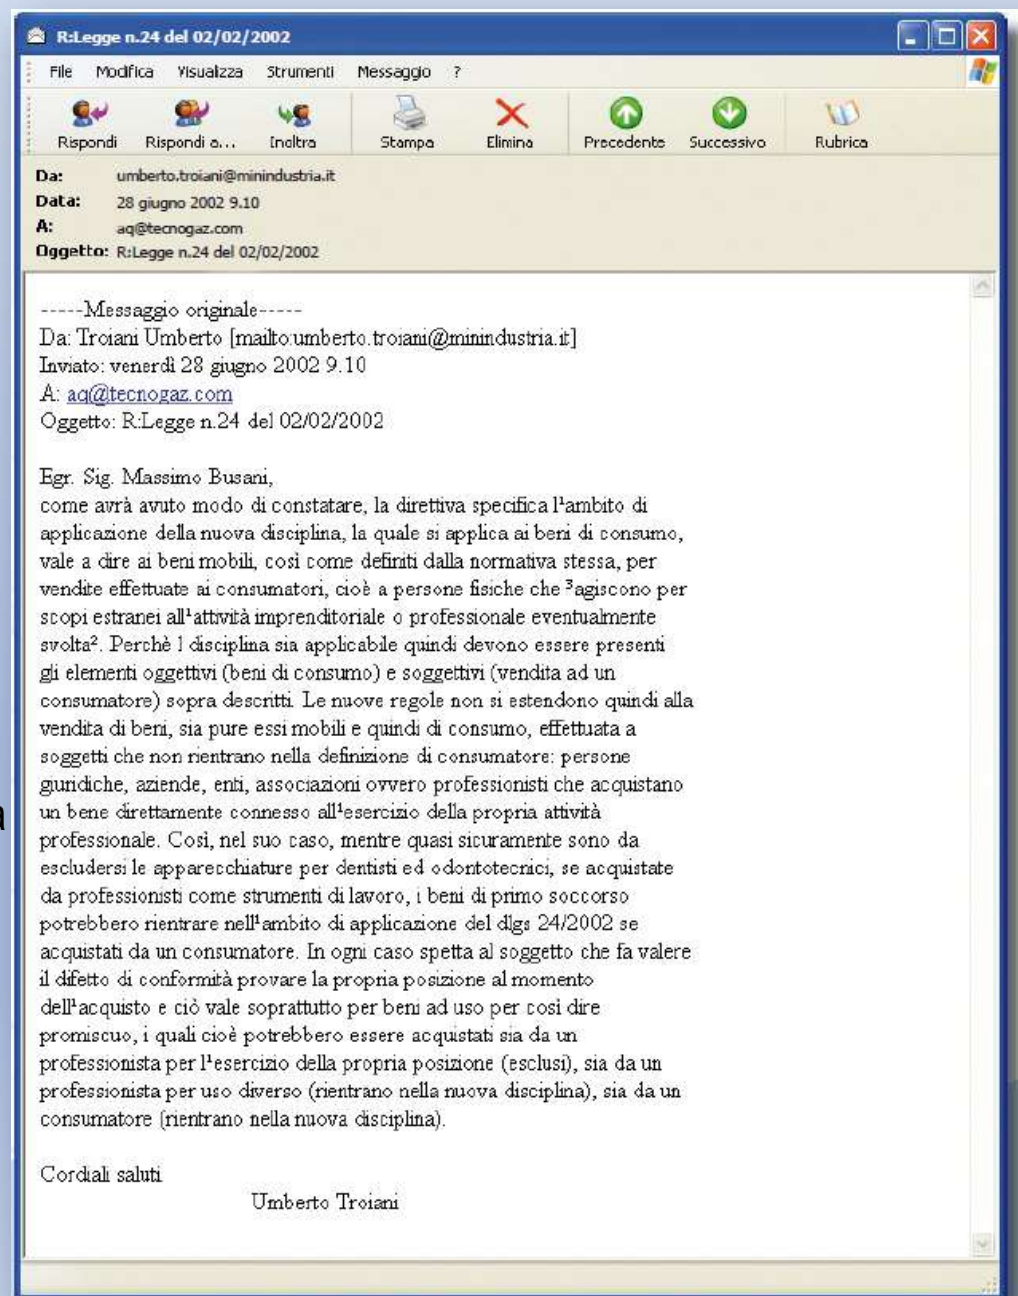 R:Legge n.24 del 02/02/2002
File Modifica Visualizza Strumenti Messaggio ?
Rispondi Rispondi a... Inoltra Stampa Elimina Precedente Successivo Rubrica
Da: umberto.troiani@minindustria.it
Data: 28 giugno 2002 9.10
A: aq@tecnogaz.com
Oggetto: R:Legge n.24 del 02/02/2002
-----Messaggio originale-----
Da: Troiani Umberto [mailto:umberto.troiani@minindustria.it]
Inviato: venerdì 28 giugno 2002 9.10
A: aq@tecnogaz.com
Oggetto: R:Legge n.24 del 02/02/2002
Egr. Sig. Massimo Busani,
come avrà avuto modo di constatare, la direttiva specifica l¹ambito di
applicazione della nuova disciplina, la quale si applica ai beni di consumo,
vale a dire ai beni mobili, così come definiti dalla normativa stessa, per
vendite effettuate ai consumatori, cioè a persone fisiche che ³agiscono per
scopi estranei all¹attività imprenditoriale o professionale eventualmente
svolta². Perchè l disciplina sia applicabile quindi devono essere presenti
gli elementi oggettivi (beni di consumo) e soggettivi (vendita ad un
consumatore) sopra descritti. Le nuove regole non si estendono quindi alla
vendita di beni, sia pure essi mobili e quindi di consumo, effettuata a
soggetti che non rientrano nella definizione di consumatore: persone
giuridiche, aziende, enti, associazioni ovvero professionisti che acquistano
un bene direttamente connesso all¹esercizio della propria attività
professionale. Così, nel suo caso, mentre quasi sicuramente sono da
escludersi le apparecchiature per dentisti ed odontotecnici, se acquistate
da professionisti come strumenti di lavoro, i beni di primo soccorso
potrebbero rientrare nell¹ambito di applicazione del dlgs 24/2002 se
acquistati da un consumatore. In ogni caso spetta al soggetto che fa valere
il difetto di conformità provare la propria posizione al momento
dell¹acquisto e ciò vale soprattutto per beni ad uso per così dire
promiscuo, i quali cioè potrebbero essere acquistati sia da un
professionista per l¹esercizio della propria posizione (esclusi), sia da un
professionista per uso diverso (rientrano nella nuova disciplina), sia da un
consumatore (rientrano nella nuova disciplina).
Cordiali saluti
Umberto Troiani